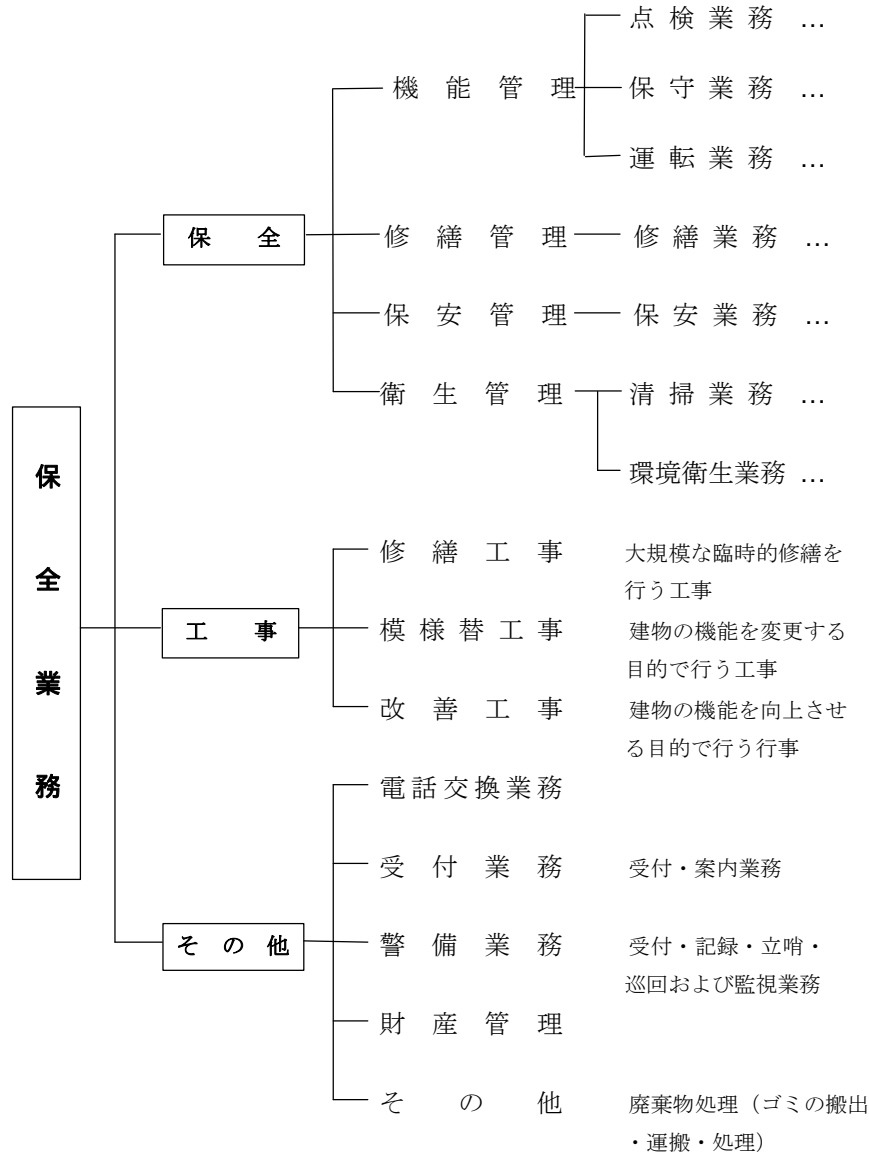 点検業務 …
機能管理 保守業務 …
運転業務 …
保全 修繕管理 修繕業務 …
保安管理 保安業務 …
衛生管理 清掃業務 …
環境衛生業務 …
保全業務
修繕工事 大規模な臨時的修繕を
行う工事
工事 模様替工事 建物の機能を変更する
目的で行う工事
改善工事 建物の機能を向上させ
る目的で行う行事
電話交換業務
受付業務 受付・案内業務
その他 警備業務 受付・記録・立哨・
巡回および監視業務
財産管理
その他 廃棄物処理（ゴミの搬出
・運搬・処理）